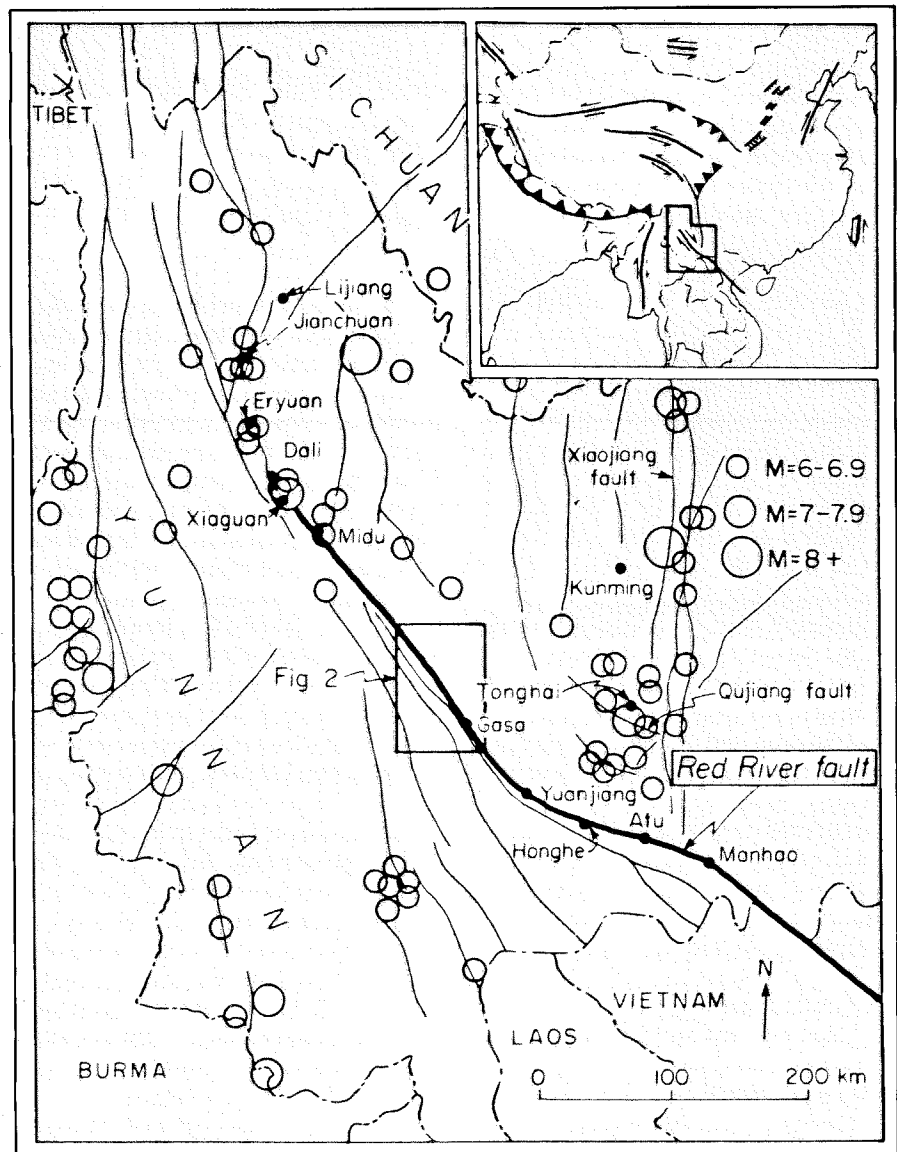 SICHUAN
TIBET
Lijiang
Jianchuan
Eryuan
Dali
Xiaguan
Midu
YUNNAN
Xiaojiang
fault
M=6-6.9
M=7-7.9
M=8+
Kunming
Fig 2
Tonghai
Qujiang fault
Gasa
Red River fault
Yuanjiang
Atu
Honghe
Manhao
N
VIETNAM
LAOS
BURMA
0 100 200 km